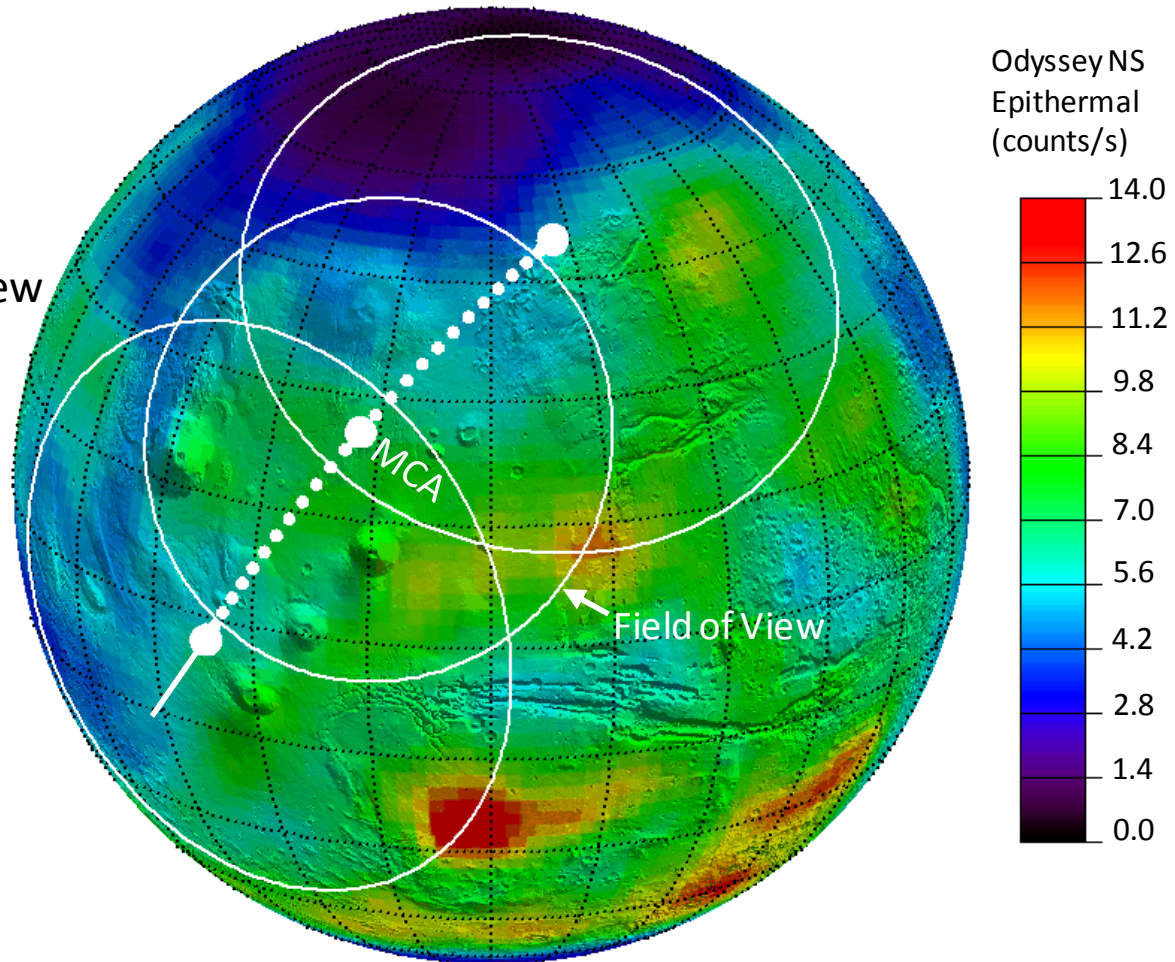 ew
MCA
Field of View
Odyssey NS
Epithermal
(counts/s)
14.0
12.6
11.2
9.8
8.4
7.0
5.6
4.2
2.8
1.4
0.0